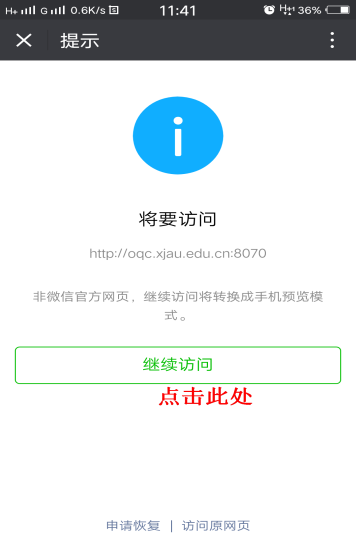 H+ G 0.6K/s 11:41 H+ 36%
提示
将要访问
http://oqc.xjau.edu.cn:8070
非微信官方网页，继续访问将转换成手机预览模
式。
继续访问
点击此处
申请恢复 | 访问原网页